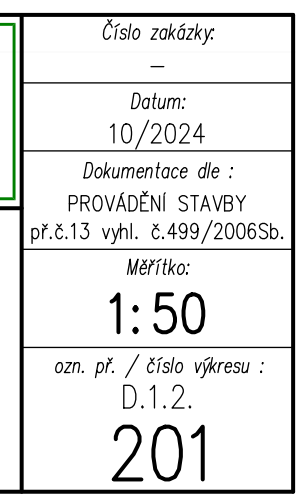 Číslo zakázky:
–
Datum:
10/2024
Dokumentace dle :
PROVÁDĚNÍ STAVBY
př.č.13 vyhl. č.499/2006Sb.
Měřítko:
1:50
ozn. př. / číslo výkresu :
D.1.2.
201